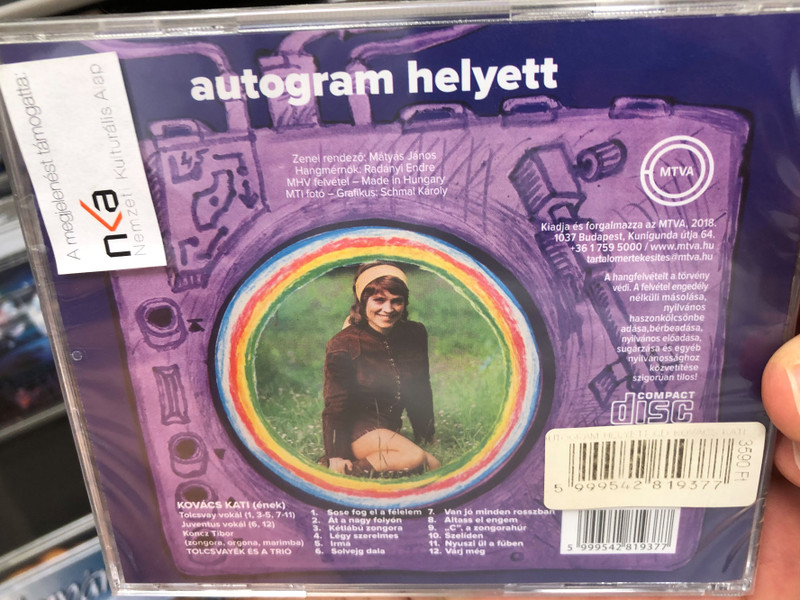 autogram helyett
A megjelenést támogatta:
nka
Nemzeti Kulturális Alap
Zenei rendező: Mátyás János
Hangmérnök: Radányi Endre
MHV felvétel – Made in Hungary
MTI fotó – Grafikus: Schmal Károly
MTVA
Kiadja és forgalmazza az MTVA, 2018.
1037 Budapest, Kunigunda útja 64.
+36 1 759 5000 / www.mtva.hu
tartalomertekesites@mtva.hu
A hangfelvételt a törvény
védi. A felvétel engedély
nélküli másolása,
nyilvános
haszonkölcsönbe
adása, bérbeadása,
nyilvános előadása,
sugárzása és egyéb
nyilvánossághoz
közvetítése
szigorúan tilos!
COMPACT
disc
3590 Ft
5 999542 819377
5 999542 819377
KOVÁCS KATI (ének)
Tolcsvay vokál (1, 3-5, 7-11)
Juventus vokál (6, 12)
Koncz Tibor
(zongora, orgona, marimba)
TOLCSVAYÉK ÉS A TRIÓ
1. Sose fog el a félelem
2. Át a nagy folyón
3. Kétlábú zongora
4. Légy szerelmes
5. Irma
6. Solvejg dala
7. Van jó minden rosszban
8. Altass el engem
9. „C”, a zongorahúr
10. Szelíden
11. Nyuszi ül a fűben
12. Várj még